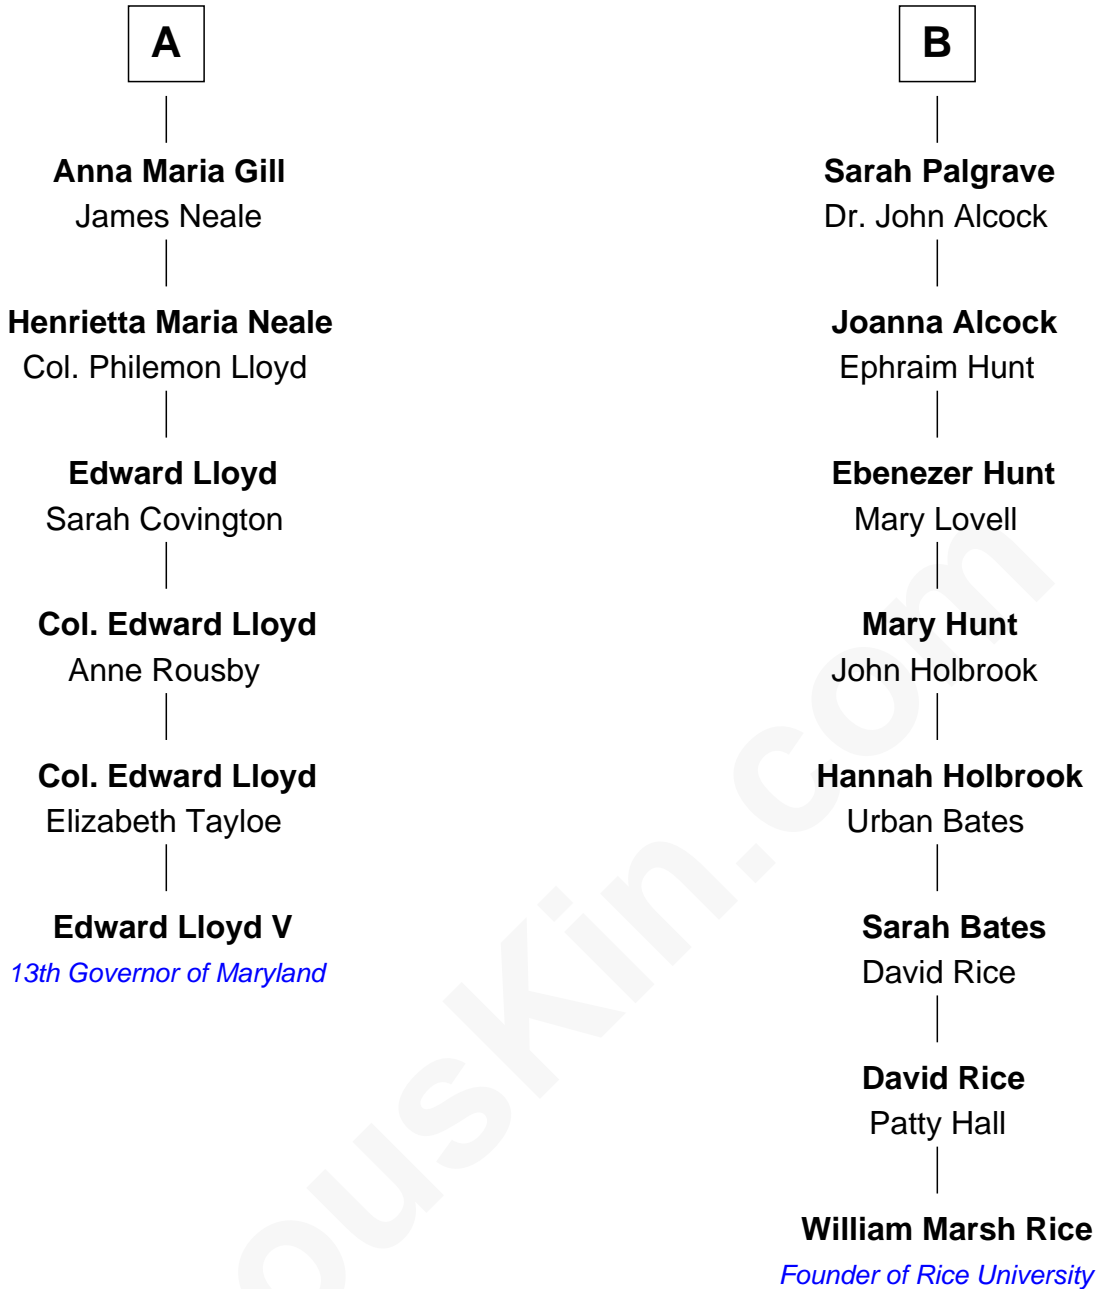 A
Anna Maria Gill
James Neale
Henrietta Maria Neale
Col. Philemon Lloyd
Edward Lloyd
Sarah Covington
Col. Edward Lloyd
Anne Rousby
Col. Edward Lloyd
Elizabeth Tayloe
Edward Lloyd V
13th Governor of Maryland
B
Sarah Palgrave
Dr. John Alcock
Joanna Alcock
Ephraim Hunt
Ebenezer Hunt
Mary Lovell
Mary Hunt
John Holbrook
Hannah Holbrook
Urban Bates
Sarah Bates
David Rice
David Rice
Patty Hall
William Marsh Rice
Founder of Rice University
ousKin.com